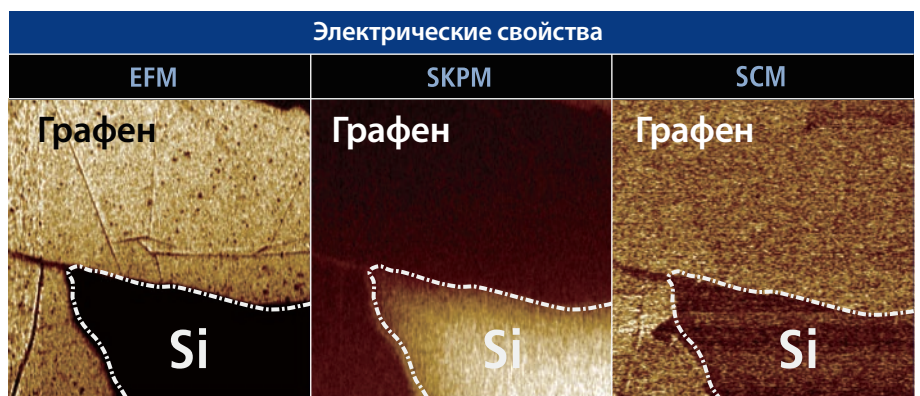 Электрические свойства
EFM
SKPM
SCM
Графен
Графен
Графен
Si
Si
Si